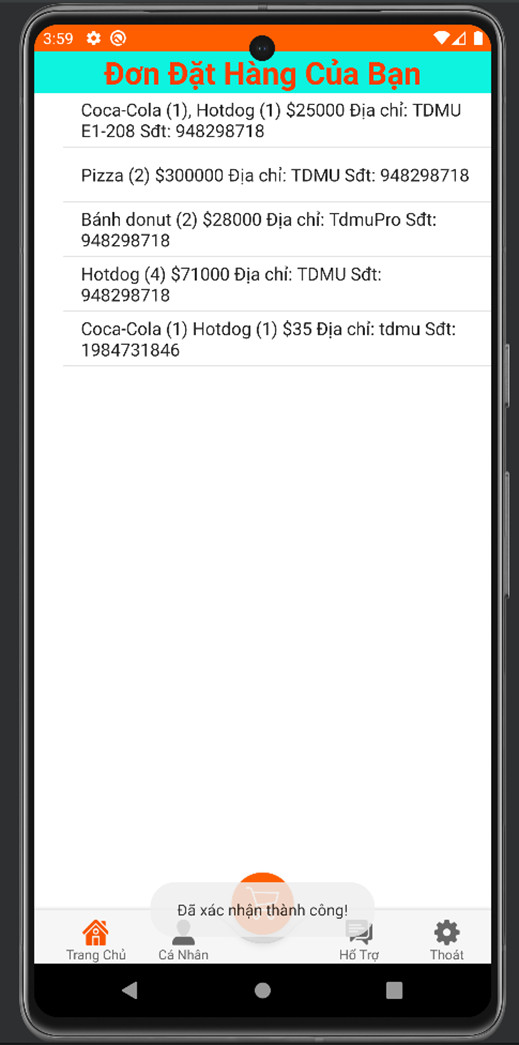 3:59
Đơn Đặt Hàng Của Bạn
Coca-Cola (1), Hotdog (1) $25000 Địa chỉ: TDMU
E1-208 Sđt: 948298718
Pizza (2) $300000 Địa chỉ: TDMU Sđt: 948298718
Bánh donut (2) $28000 Địa chỉ: TdmuPro Sđt:
948298718
Hotdog (4) $71000 Địa chỉ: TDMU Sđt:
948298718
Coca-Cola (1) Hotdog (1) $35 Địa chỉ: tdmu Sđt:
1984731846
Đã xác nhận thành công!
Trang Chủ
Cá Nhân
Hổ Trợ
Thoát